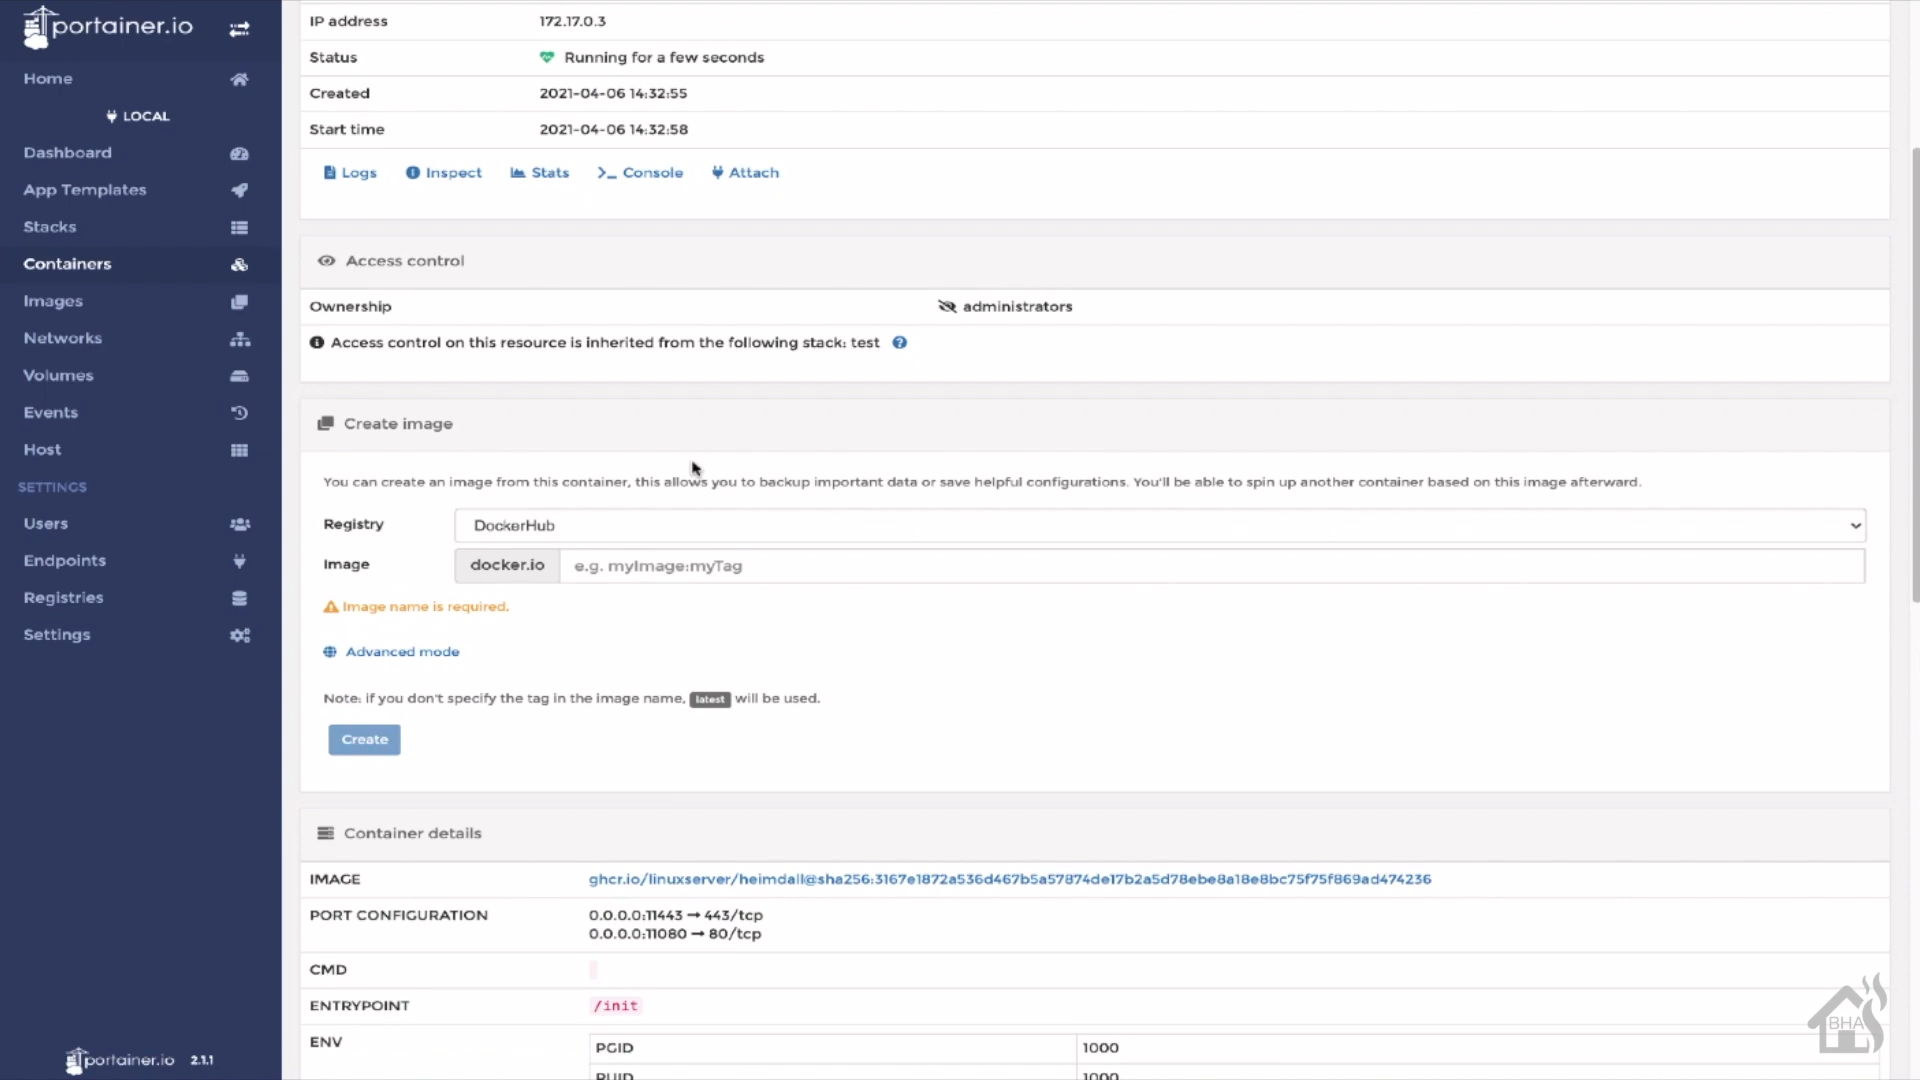 portainer.io
Home
LOCAL
Dashboard
App Templates
Stacks
Containers
Images
Networks
Volumes
Events
Host
SETTINGS
Users
Endpoints
Registries
Settings
portainer.io 2.1.1
IP address 172.17.0.3
Status Running for a few seconds
Created 2021-04-06 14:32:55
Start time 2021-04-06 14:32:58
Logs Inspect Stats >_ Console Attach
Access control
Ownership administrators
Access control on this resource is inherited from the following stack: test
Create image
You can create an image from this container, this allows you to backup important data or save helpful configurations. You'll be able to spin up another container based on this image afterward.
Registry DockerHub
Image docker.io e.g. myImage:myTag
Image name is required.
Advanced mode
Note: if you don't specify the tag in the image name, latest will be used.
Create
Container details
IMAGE ghcr.io/linuxserver/heimdall@sha256:3167e1872a536d467b5a57874de17b2a5d78ebe8a18e8bc75f75f869ad474236
PORT CONFIGURATION 0.0.0.0:11443 → 443/tcp
0.0.0.0:11080 → 80/tcp
CMD
ENTRYPOINT /init
ENV PGID 1000
PUID 1000
BHA